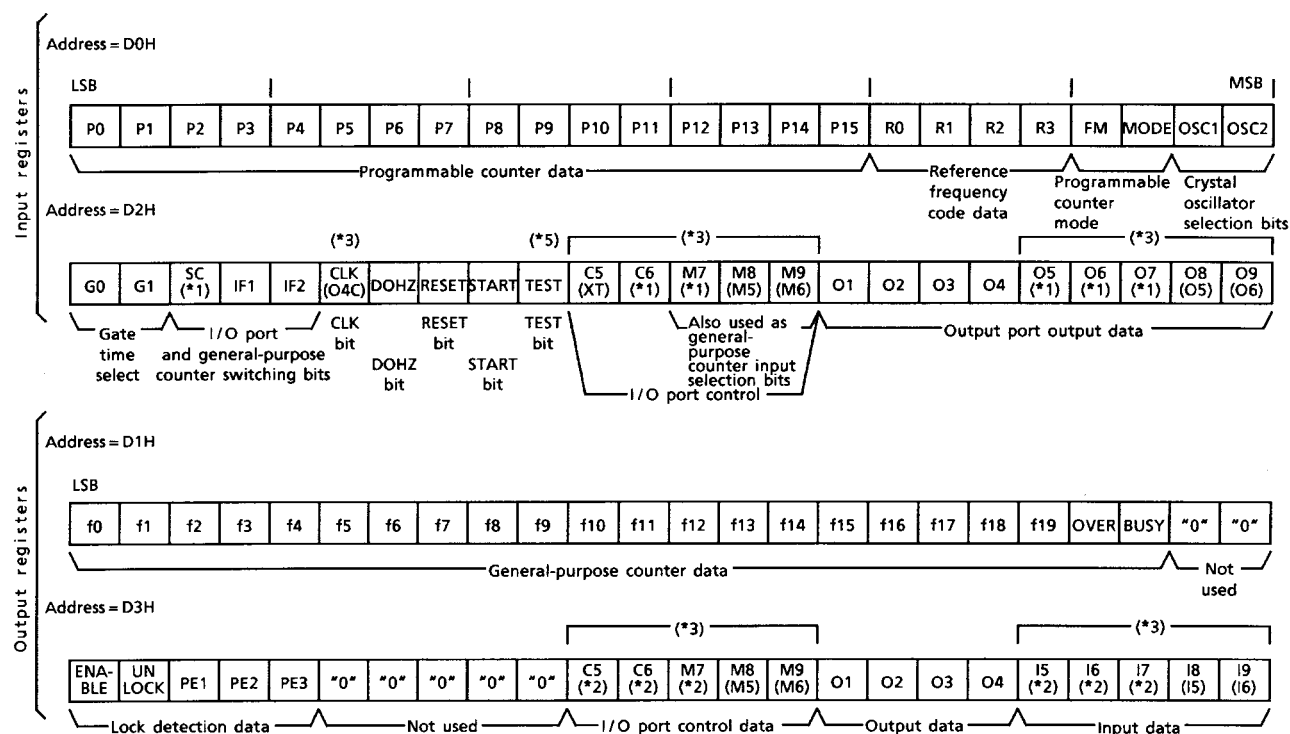 Input registers
Address = D0H
LSB MSB
P0 P1 P2 P3 P4 P5 P6 P7 P8 P9 P10 P11 P12 P13 P14 P15 R0 R1 R2 R3 FM MODE OSC1 OSC2
Programmable counter data
Reference
frequency
code data
Programmable
counter
mode
Crystal
oscillator
selection bits
Address = D2H
(*3) (*5) (*3) (*3)
G0 G1 SC (*1) IF1 IF2 CLK (O4C) DOHZ RESET START TEST C5 (XT) C6 (*1) M7 (*1) M8 (M5) M9 (M6) O1 O2 O3 O4 O5 (*1) O6 (*1) O7 (*1) O8 (O5) O9 (O6)
Gate
time
select
I/O port
and general-purpose
counter switching bits
CLK
bit
DOHZ
bit
RESET
bit
START
bit
TEST
bit
Also used as
general-
purpose
counter input
selection bits
I/O port control
Output port output data
Output registers
Address = D1H
LSB
f0 f1 f2 f3 f4 f5 f6 f7 f8 f9 f10 f11 f12 f13 f14 f15 f16 f17 f18 f19 OVER BUSY "0" "0"
General-purpose counter data
Not
used
Address = D3H
(*3) (*3)
ENA-
BLE UN
LOCK PE1 PE2 PE3 "0" "0" "0" "0" "0" C5 (*2) C6 (*2) M7 (*2) M8 (M5) M9 (M6) O1 O2 O3 O4 I5 (*2) I6 (*2) I7 (*2) I8 (I5) I9 (I6)
Lock detection data
Not used
I/O port control data
Output data
Input data